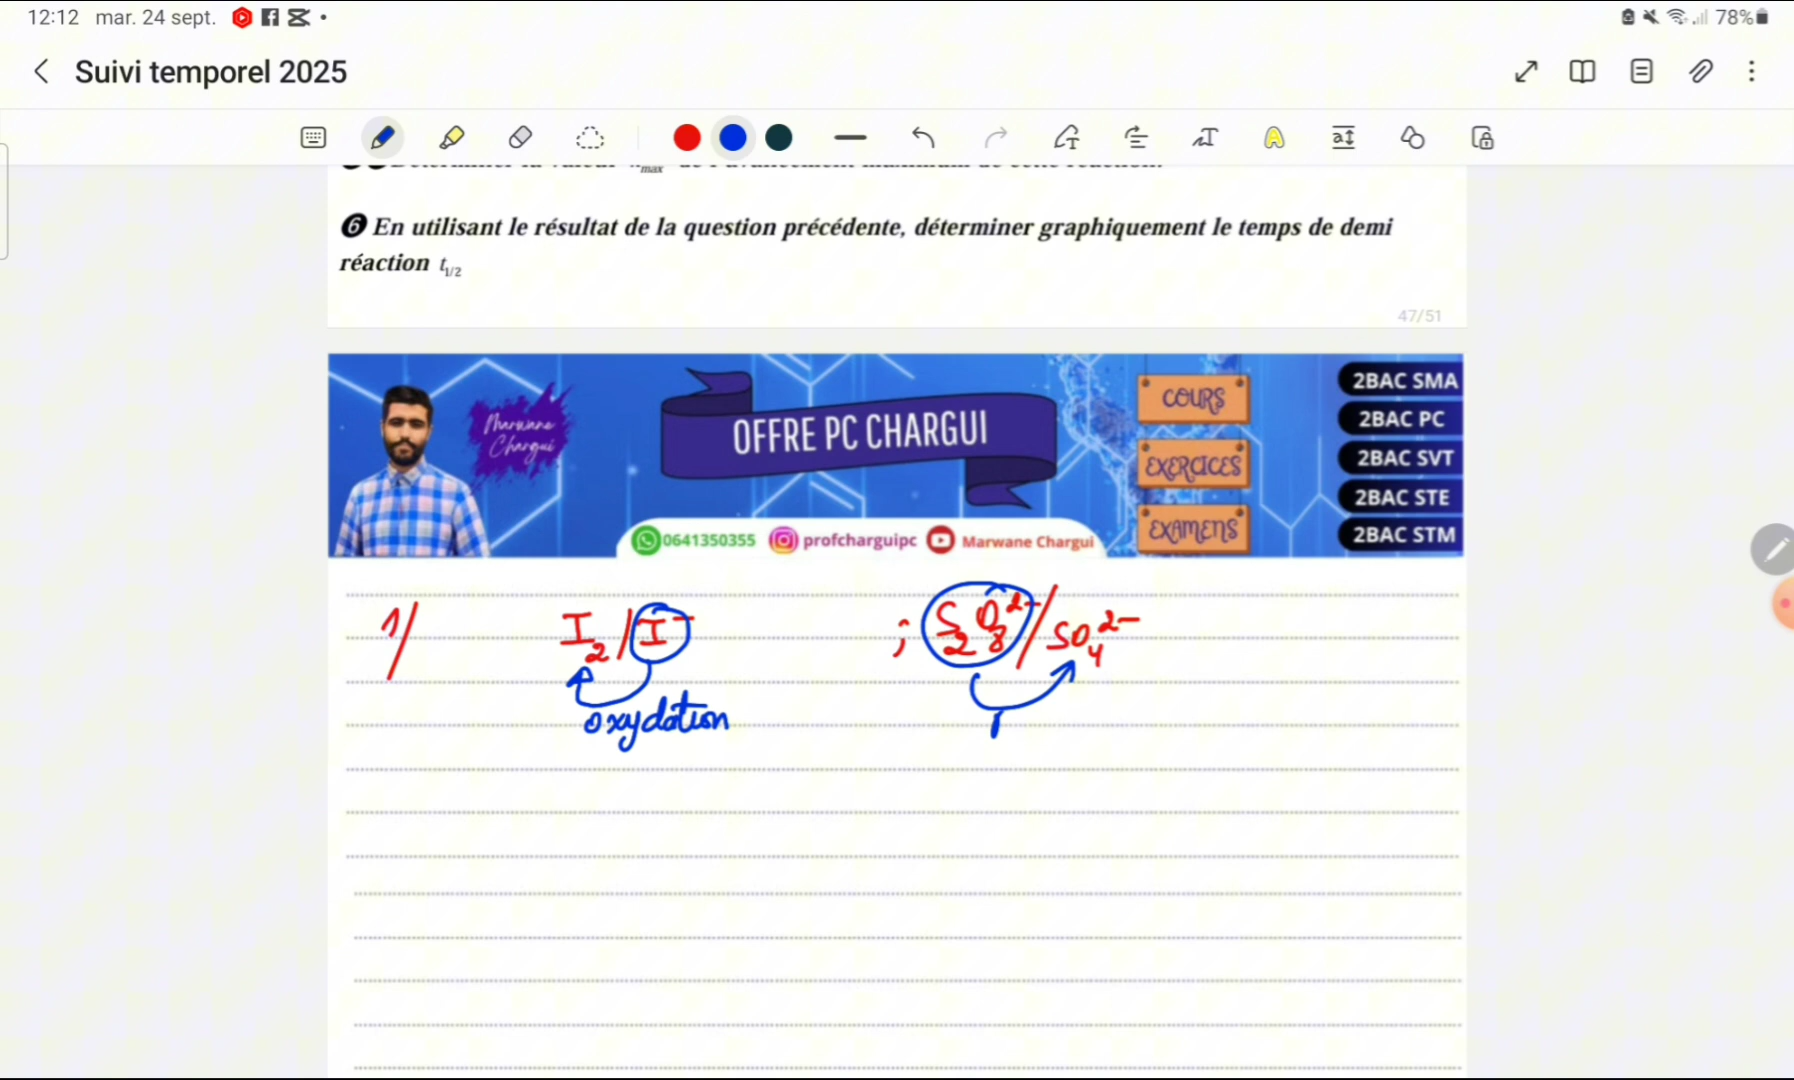 12:12 mar. 24 sept. 78%
Suivi temporel 2025
max
6 En utilisant le résultat de la question précédente, déterminer graphiquement le temps de demi
réaction t1/2
47/51
Marwane
Chargui
OFFRE PC CHARGUI
COURS
EXERCICES
EXAMENS
2BAC SMA
2BAC PC
2BAC SVT
2BAC STE
2BAC STM
0641350355 profcharguipc Marwane Chargui
1/ I2/I- ; S2O8^2-/SO4^2-
oxydation r